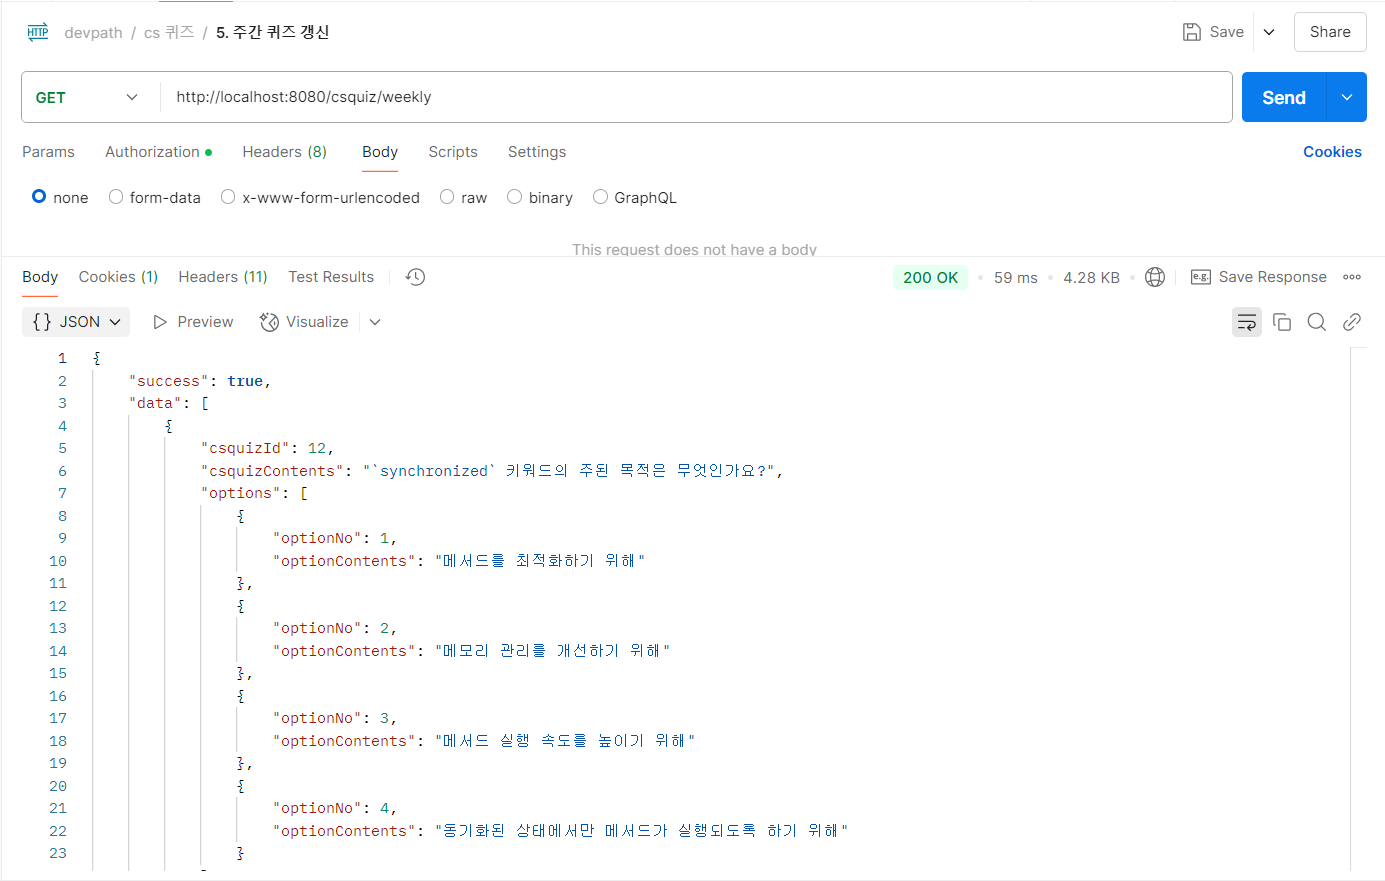 HTTP devpath / cs 퀴즈 / 5. 주간 퀴즈 갱신 Save Share
GET http://localhost:8080/csquiz/weekly Send
Params Authorization Headers (8) Body Scripts Settings Cookies
none form-data x-www-form-urlencoded raw binary GraphQL
This request does not have a body
Body Cookies (1) Headers (11) Test Results 200 OK 59 ms 4.28 KB e.g. Save Response
{} JSON Preview Visualize
1 {
2 "success": true,
3 "data": [
4 {
5 "csquizId": 12,
6 "csquizContents": "`synchronized` 키워드의 주된 목적은 무엇인가요?",
7 "options": [
8 {
9 "optionNo": 1,
10 "optionContents": "메서드를 최적화하기 위해"
11 },
12 {
13 "optionNo": 2,
14 "optionContents": "메모리 관리를 개선하기 위해"
15 },
16 {
17 "optionNo": 3,
18 "optionContents": "메서드 실행 속도를 높이기 위해"
19 },
20 {
21 "optionNo": 4,
22 "optionContents": "동기화된 상태에서만 메서드가 실행되도록 하기 위해"
23 }